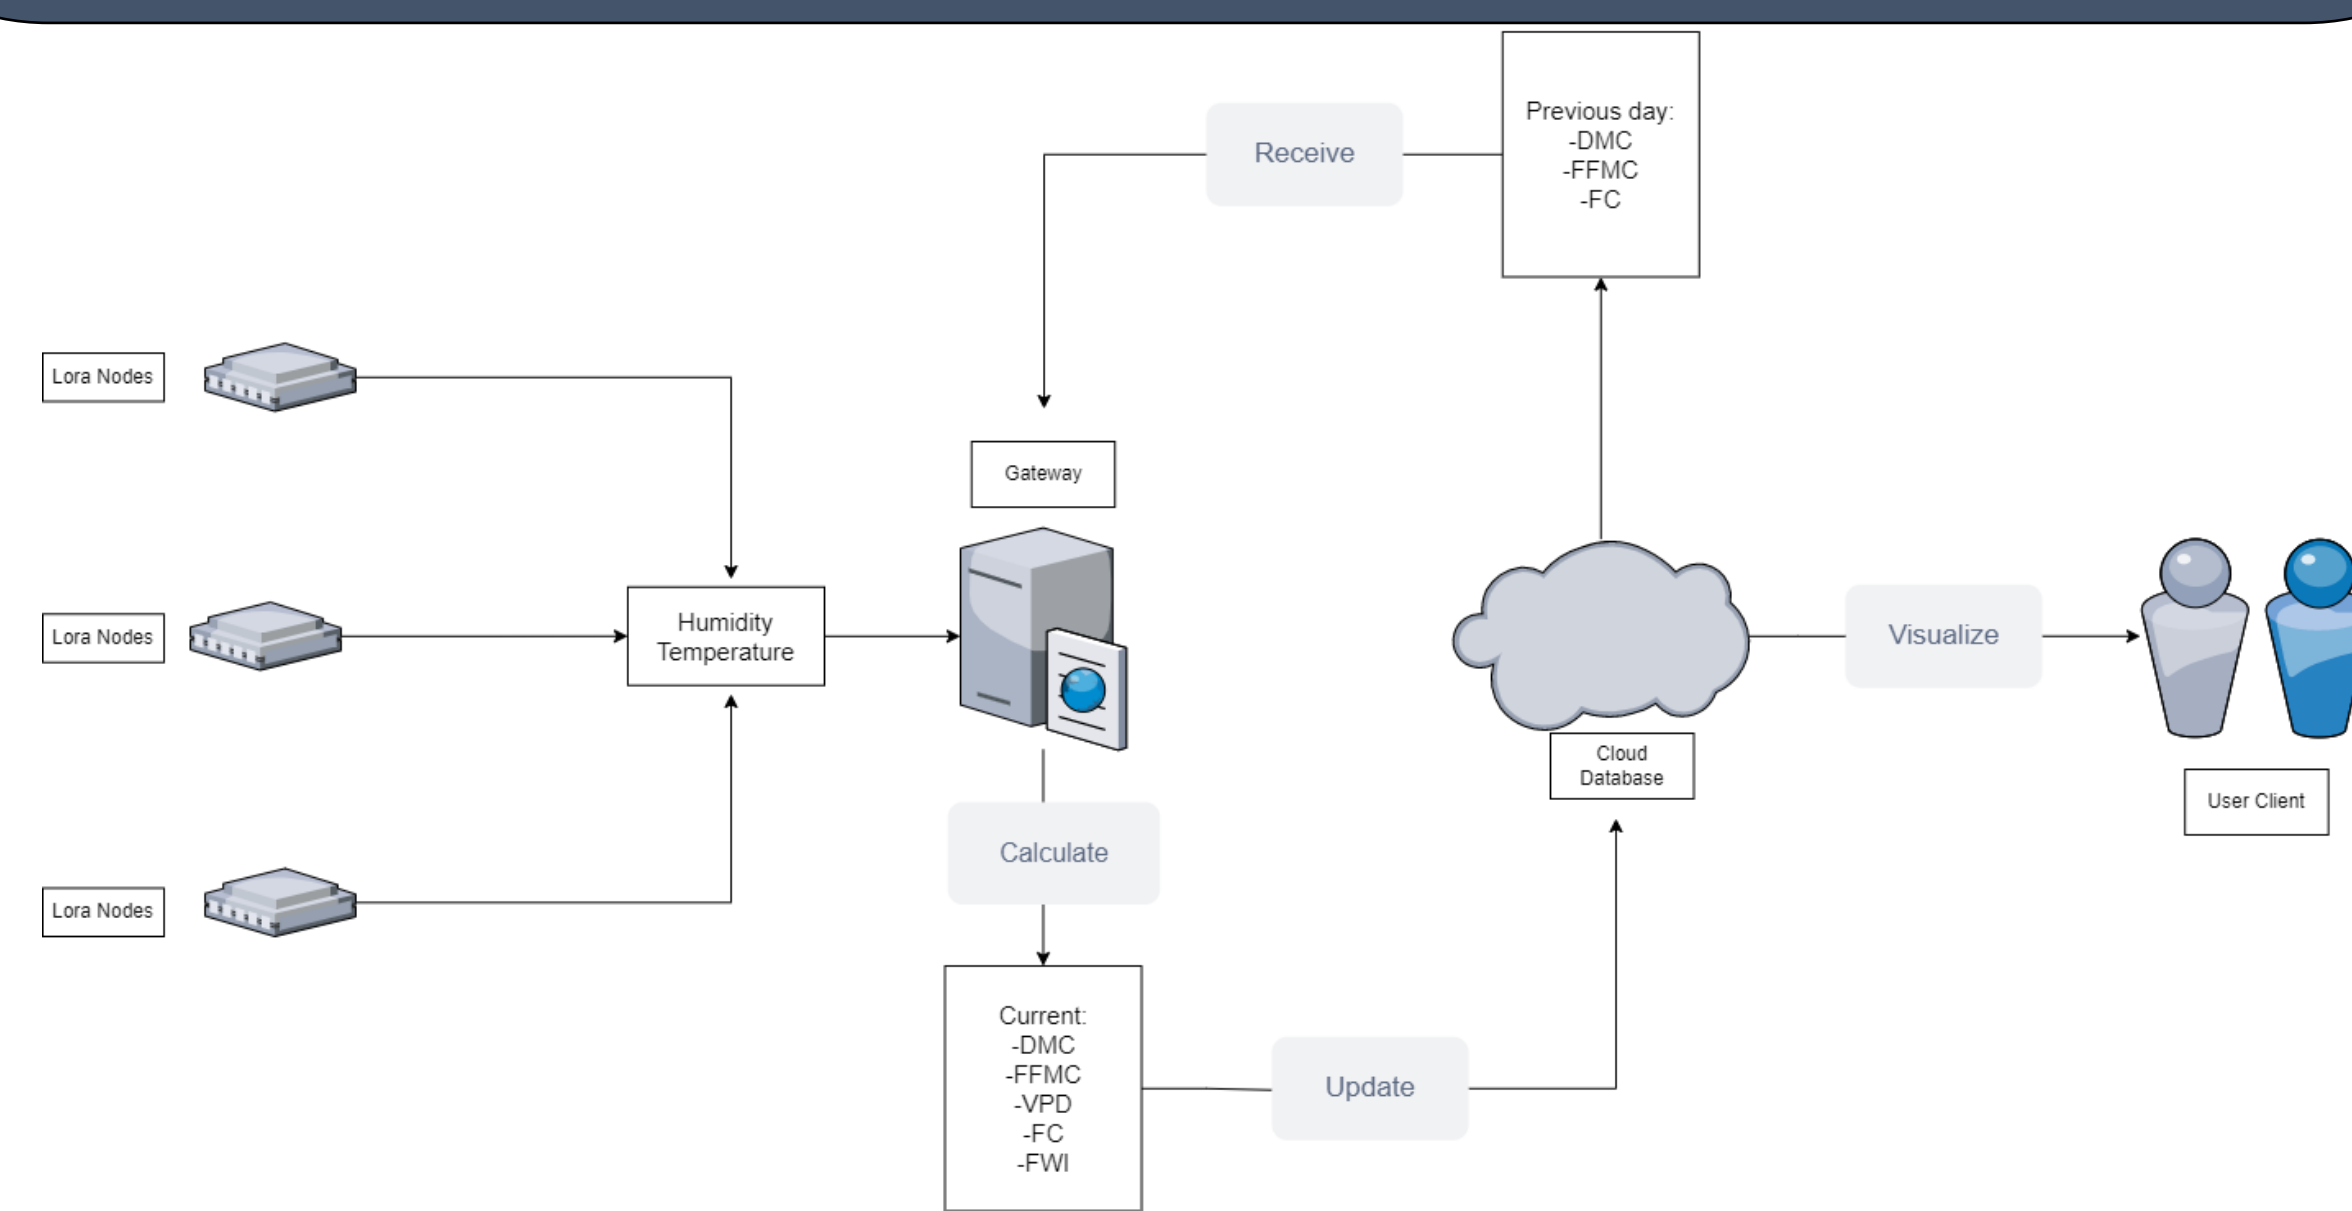 Previous day:
-DMC
-FFMC
-FC
Receive
Lora Nodes
Gateway
Lora Nodes
Humidity
Temperature
Visualize
Cloud
Database
User Client
Calculate
Lora Nodes
Current:
-DMC
-FFMC
-VPD
-FC
-FWI
Update